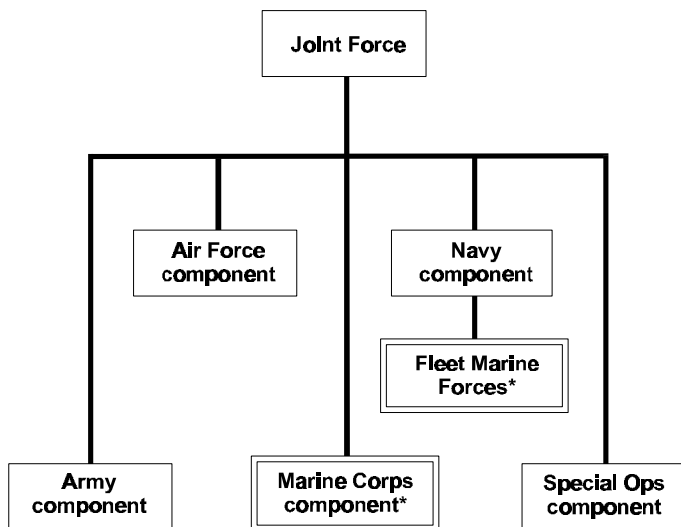 Joint Force
Air Force
component
Navy
component
Fleet Marine
Forces*
Army
component
Marine Corps
component*
Special Ops
component